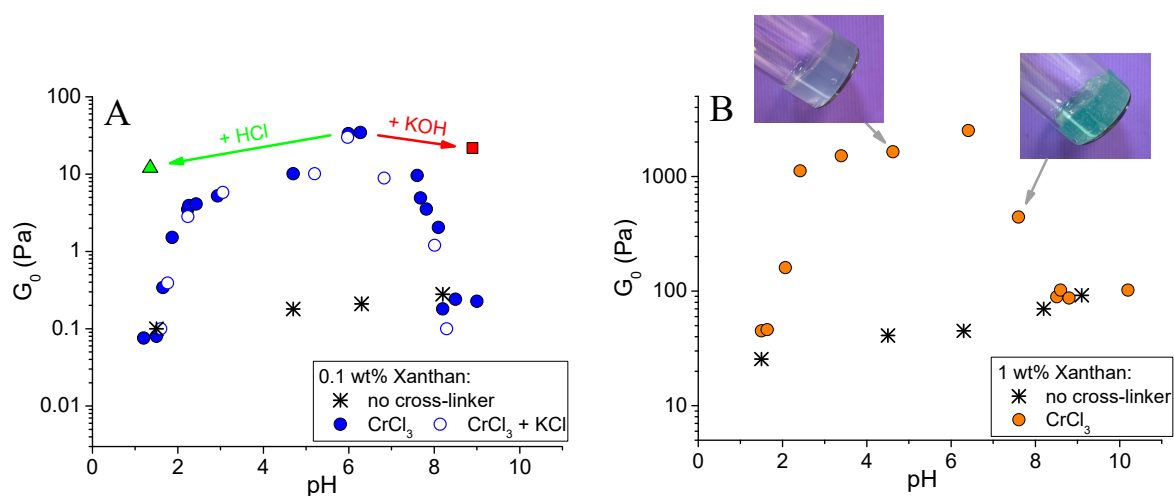 A
+ HCl
+ KOH
100
10
1
0.1
0.01
G₀ (Pa)
0.1 wt% Xanthan:
no cross-linker
CrCl₃
CrCl₃ + KCl
0
2
4
6
8
10
pH
B
1000
100
10
G₀ (Pa)
1 wt% Xanthan:
no cross-linker
CrCl₃
0
2
4
6
8
10
pH